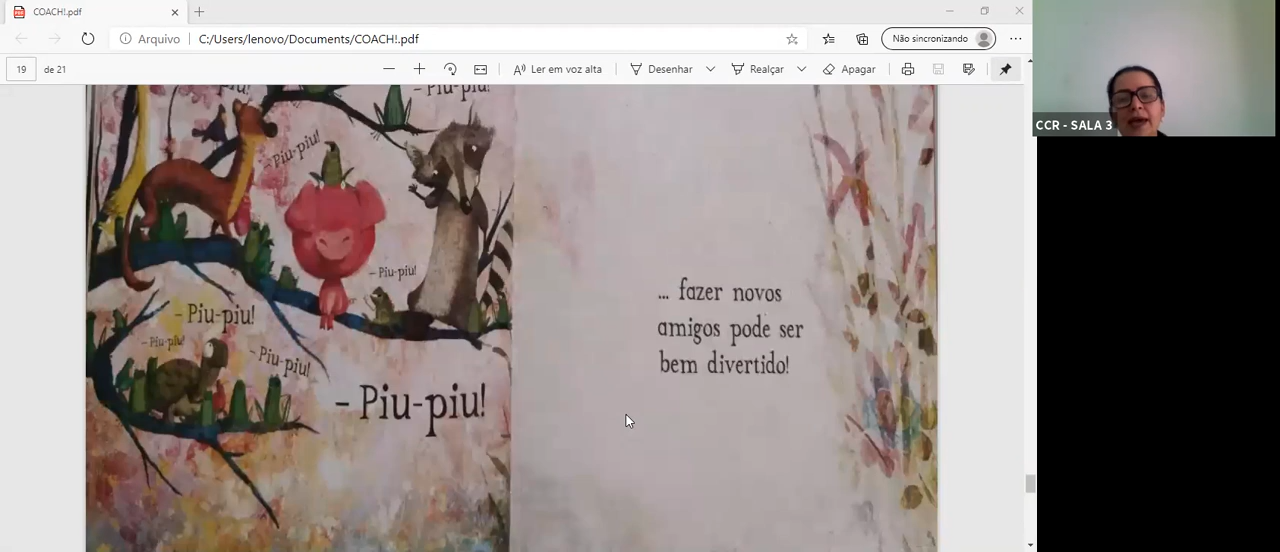 COACH!.pdf
Arquivo C:/Users/lenovo/Documents/COACH!.pdf Não sincronizando
19 de 21 Ler em voz alta Desenhar Realçar Apagar
CCR - SALA 3
- Piu-piu!
- Piu-piu!
- Piu-piu!
- Piu-piu!
- Piu-piu!
- Piu-piu!
- Piu-piu!
... fazer novos
amigos pode ser
bem divertido!